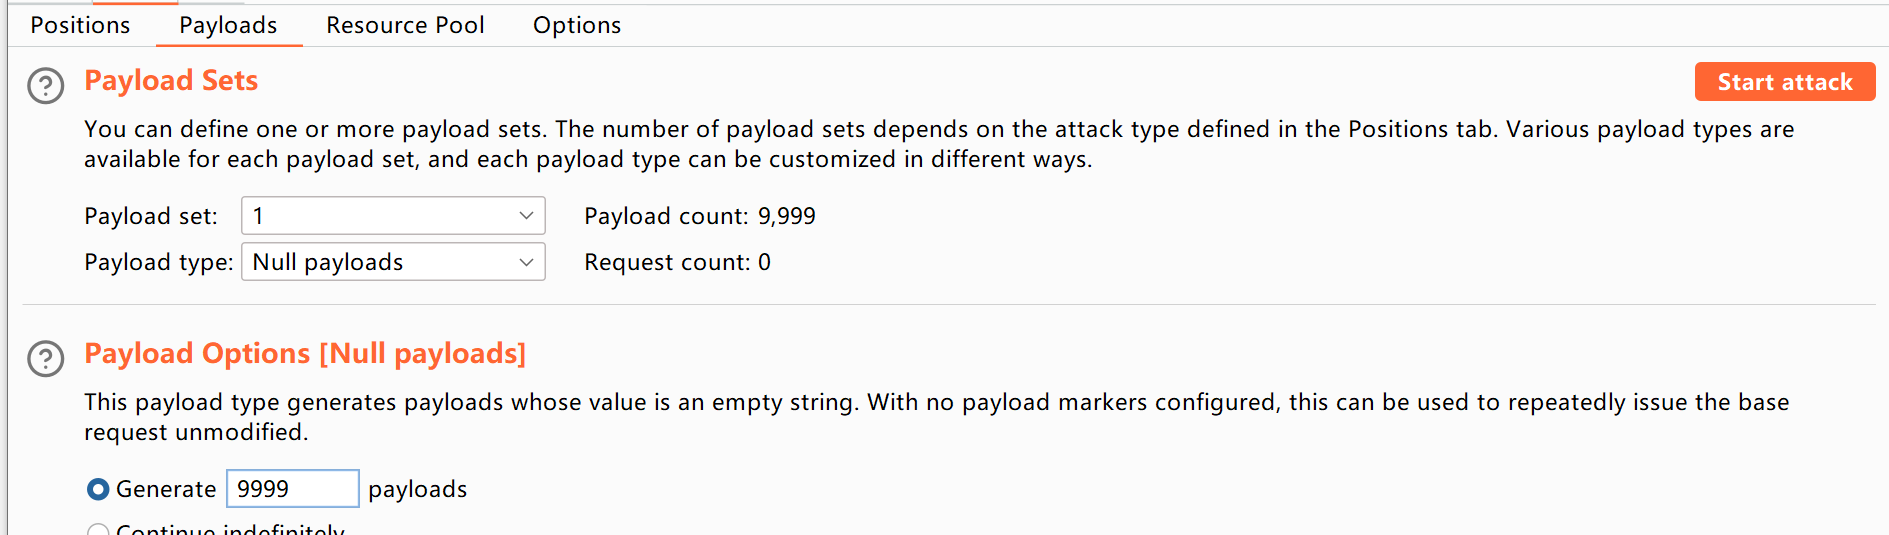 Positions Payloads Resource Pool Options
Payload Sets
Start attack
You can define one or more payload sets. The number of payload sets depends on the attack type defined in the Positions tab. Various payload types are
available for each payload set, and each payload type can be customized in different ways.
Payload set: 1 Payload count: 9,999
Payload type: Null payloads Request count: 0
Payload Options [Null payloads]
This payload type generates payloads whose value is an empty string. With no payload markers configured, this can be used to repeatedly issue the base
request unmodified.
Generate 9999 payloads
Continue indefinitely